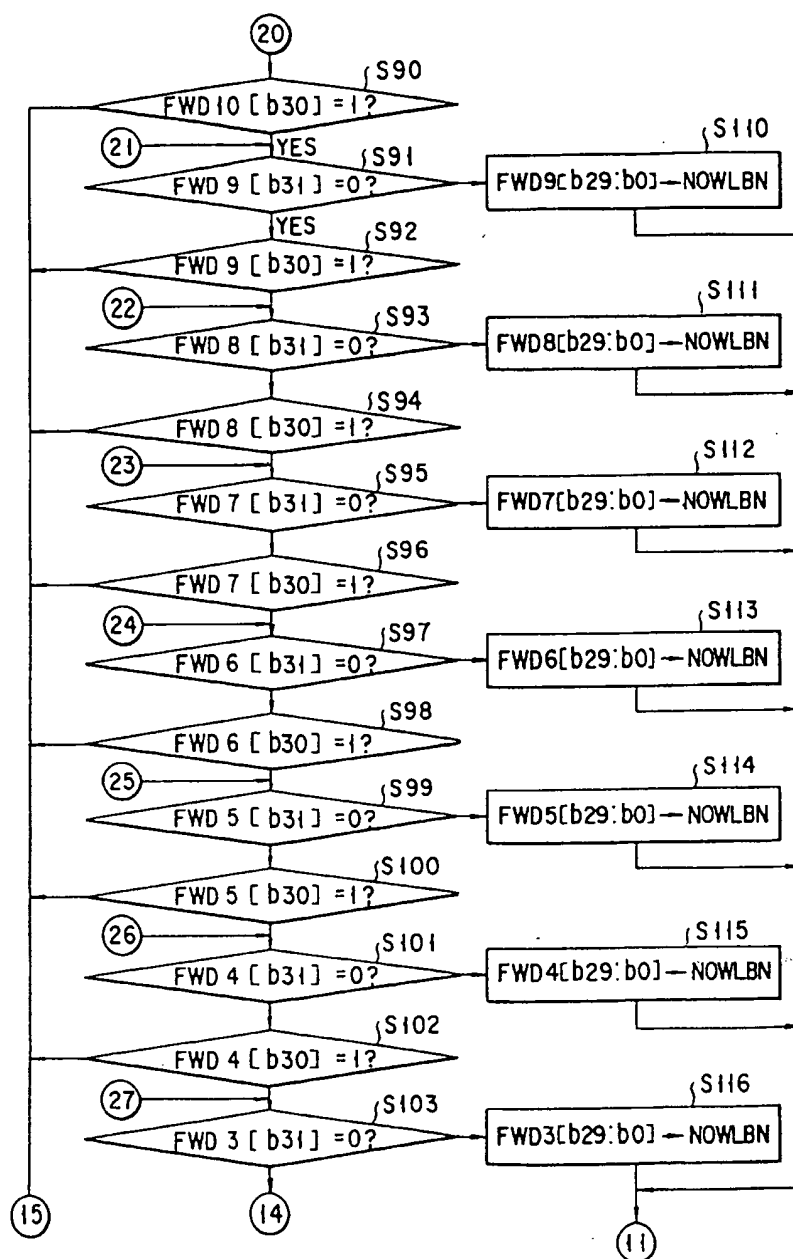 20
S90
FWD10 [b30] =1?
21
YES
S91
S110
FWD 9 [b31] =0?
FWD9[b29:b0]←NOWLBN
YES
S92
FWD 9 [b30] =1?
22
S93
S111
FWD 8 [b31] =0?
FWD8[b29:b0]←NOWLBN
S94
FWD 8 [b30] =1?
23
S95
S112
FWD 7 [b31] =0?
FWD7[b29:b0]←NOWLBN
S96
FWD 7 [b30] =1?
24
S97
S113
FWD 6 [b31] =0?
FWD6[b29:b0]←NOWLBN
S98
FWD 6 [b30] =1?
25
S99
S114
FWD 5 [b31] =0?
FWD5[b29:b0]←NOWLBN
S100
FWD 5 [b30] =1?
26
S101
S115
FWD 4 [b31] =0?
FWD4[b29:b0]←NOWLBN
S102
FWD 4 [b30] =1?
27
S103
S116
FWD 3 [b31] =0?
FWD3[b29:b0]←NOWLBN
15
14
11